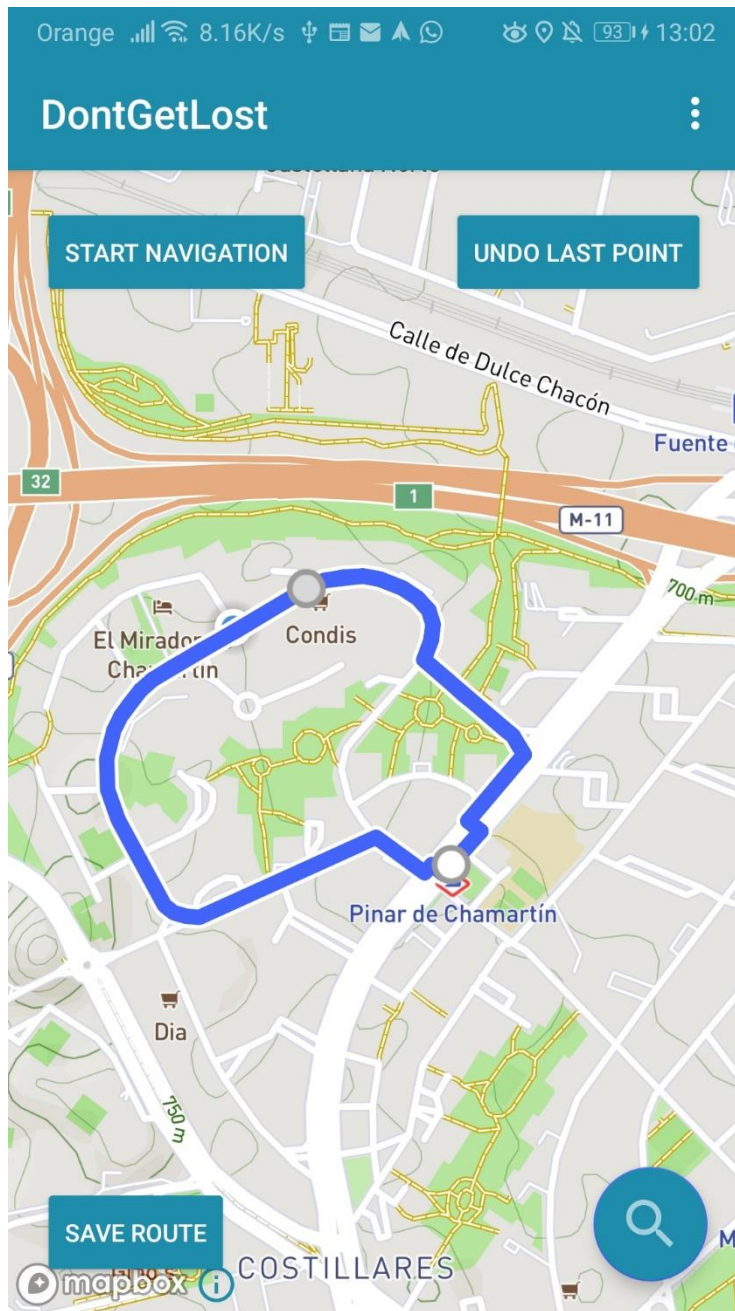 Orange 8.16K/s 93 13:02
DontGetLost
START NAVIGATION
UNDO LAST POINT
Calle de Dulce Chacón
Fuente
32
1
M-11
700 m
El Mirador
Chamartín
Condis
Pinar de Chamartín
Dia
750 m
SAVE ROUTE
COSTILLARES
M
mapbox